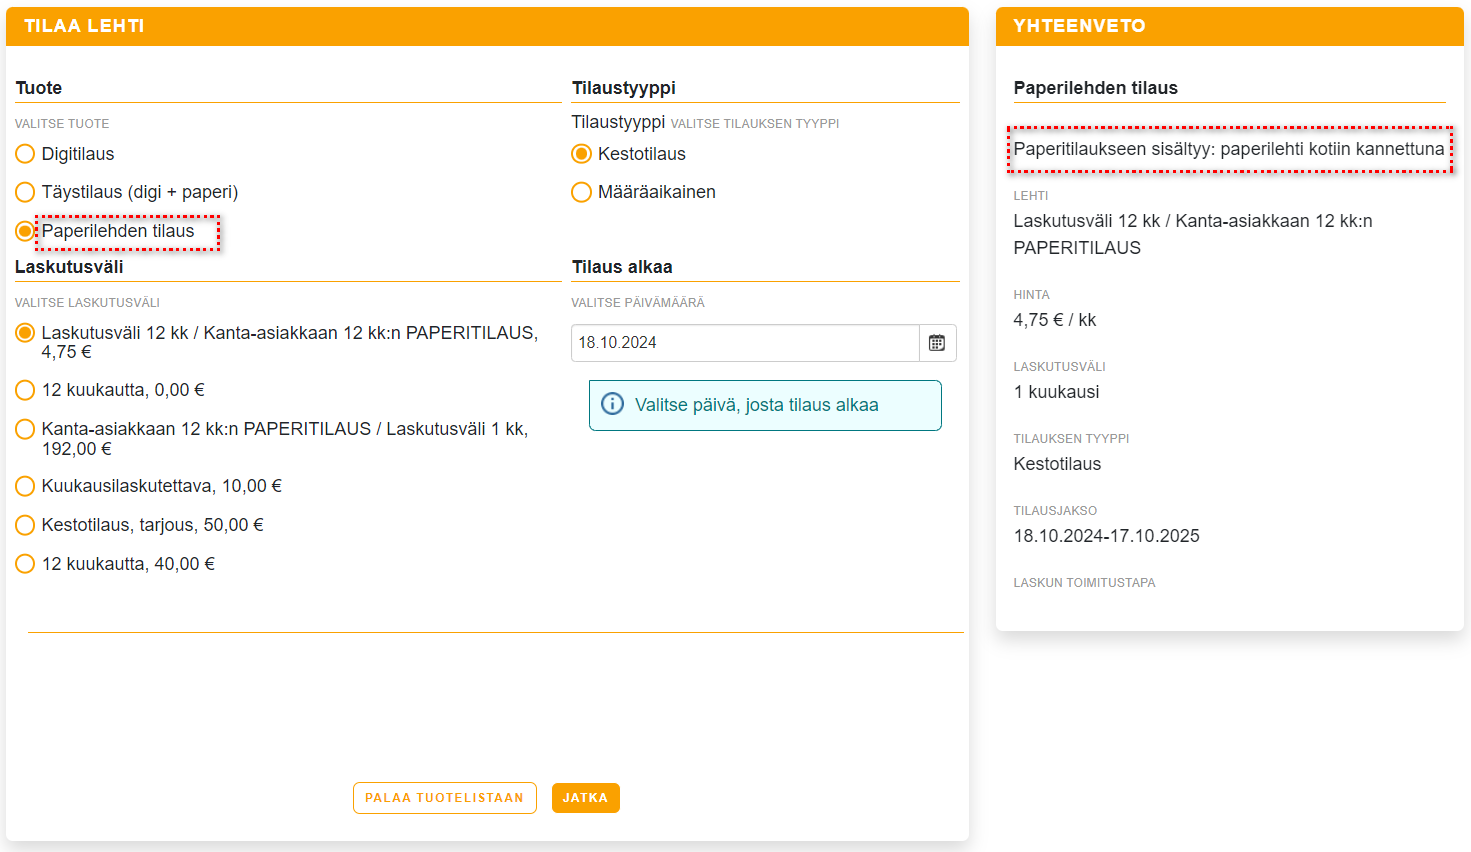 TILAA LEHTI
Tuote
VALITSE TUOTE
Digitilaus
Täystilaus (digi + paperi)
Paperilehden tilaus
Tilaustyyppi
Tilaustyyppi VALITSE TILAUKSEN TYYPPI
Kestotilaus
Määräaikainen
Laskutusväli
VALITSE LASKUTUSVÄLI
Laskutusväli 12 kk / Kanta-asiakkaan 12 kk:n PAPERITILAUS,
4,75 €
12 kuukautta, 0,00 €
Kanta-asiakkaan 12 kk:n PAPERITILAUS / Laskutusväli 1 kk,
192,00 €
Kuukausilaskutettava, 10,00 €
Kestotilaus, tarjous, 50,00 €
12 kuukautta, 40,00 €
Tilaus alkaa
VALITSE PÄIVÄMÄÄRÄ
18.10.2024
Valitse päivä, josta tilaus alkaa
PALAA TUOTELISTAAN
JATKA
YHTEENVETO
Paperilehden tilaus
Paperitilaukseen sisältyy: paperilehti kotiin kannettuna
LEHTI
Laskutusväli 12 kk / Kanta-asiakkaan 12 kk:n
PAPERITILAUS
HINTA
4,75 € / kk
LASKUTUSVÄLI
1 kuukausi
TILAUKSEN TYYPPI
Kestotilaus
TILAUSJAKSO
18.10.2024-17.10.2025
LASKUN TOIMITUSTAPA